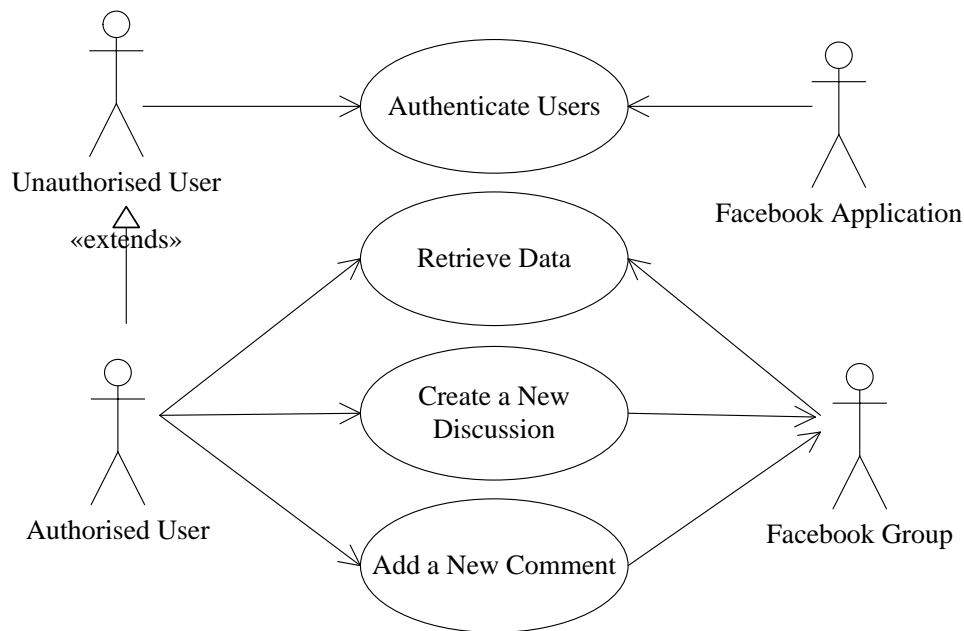 Authenticate Users
Unauthorised User
Facebook Application
«extends»
Retrieve Data
Create a New
Discussion
Authorised User
Facebook Group
Add a New Comment